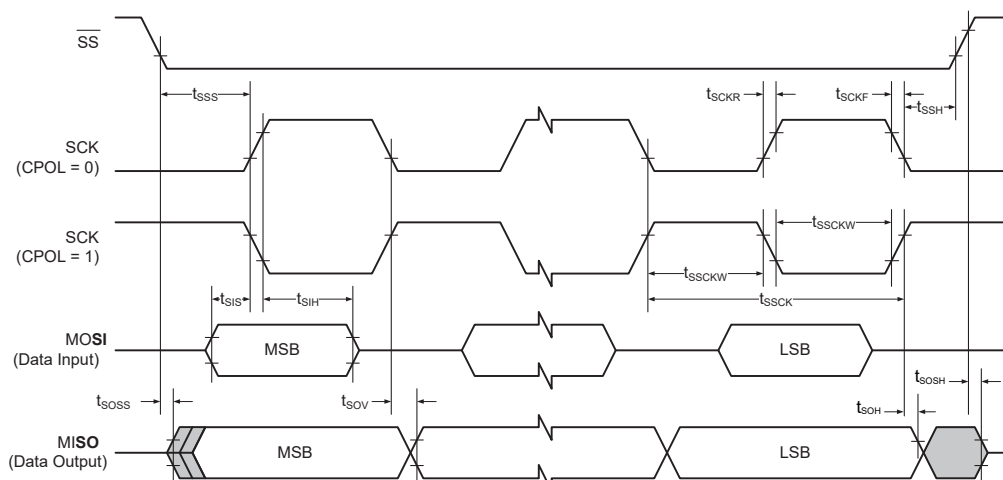 SS
tSSS
tSCKR
tSCKF
tSSH
SCK
(CPOL = 0)
SCK
(CPOL = 1)
tSSCKW
tSSCKW
tSIS
tSIH
tSSCK
MOSI
(Data Input)
MSB
LSB
tSOSS
tSOV
tSOH
tSOSH
MISO
(Data Output)
MSB
LSB